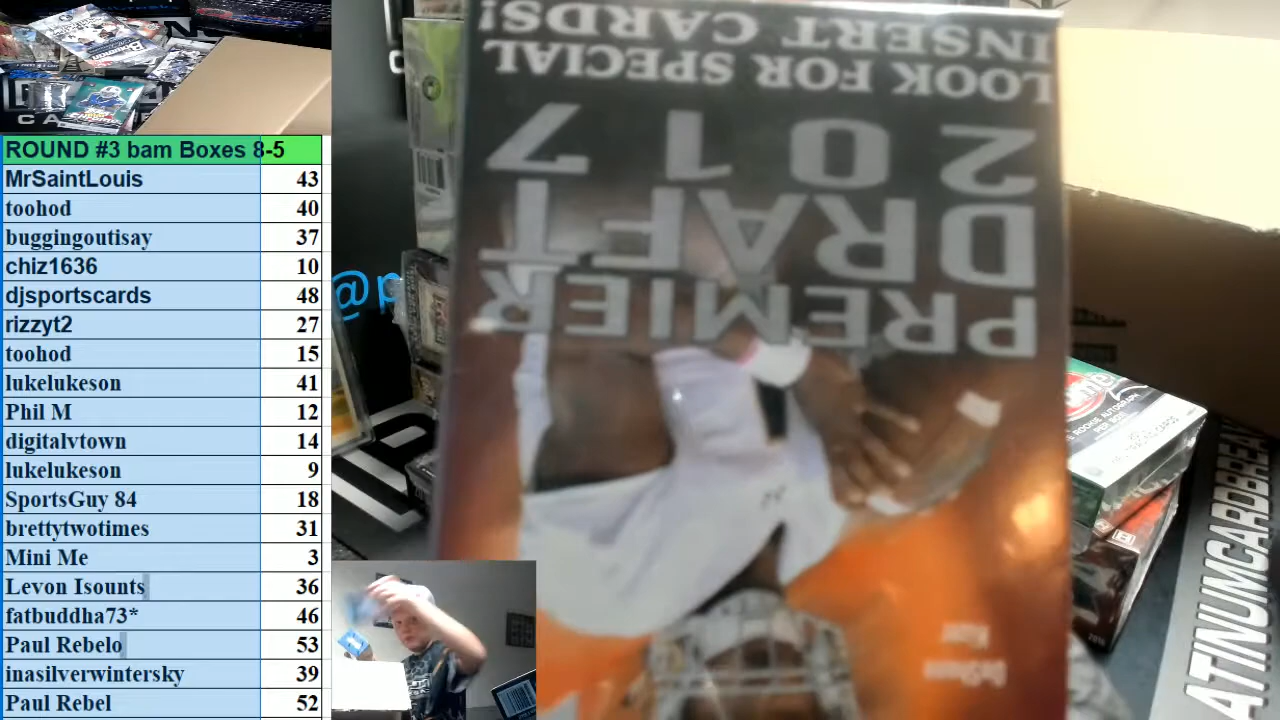 ROUND #3 bam Boxes 8-5
MrSaintLouis 43
toohod 40
buggingoutisay 37
chiz1636 10
djsportscards 48
rizzyt2 27
toohod 15
lukelukeson 41
Phil M 12
digitalvtown 14
lukelukeson 9
SportsGuy 84 18
brettytwotimes 31
Mini Me 3
Levon Isounts 36
fatbuddha73* 46
Paul Rebelo 53
inasilverwintersky 39
Paul Rebel 52
PREMIER
DRAFT
2017
LOOK FOR SPECIAL
INSERT CARDS!
@p
ATINUMCARDBREA